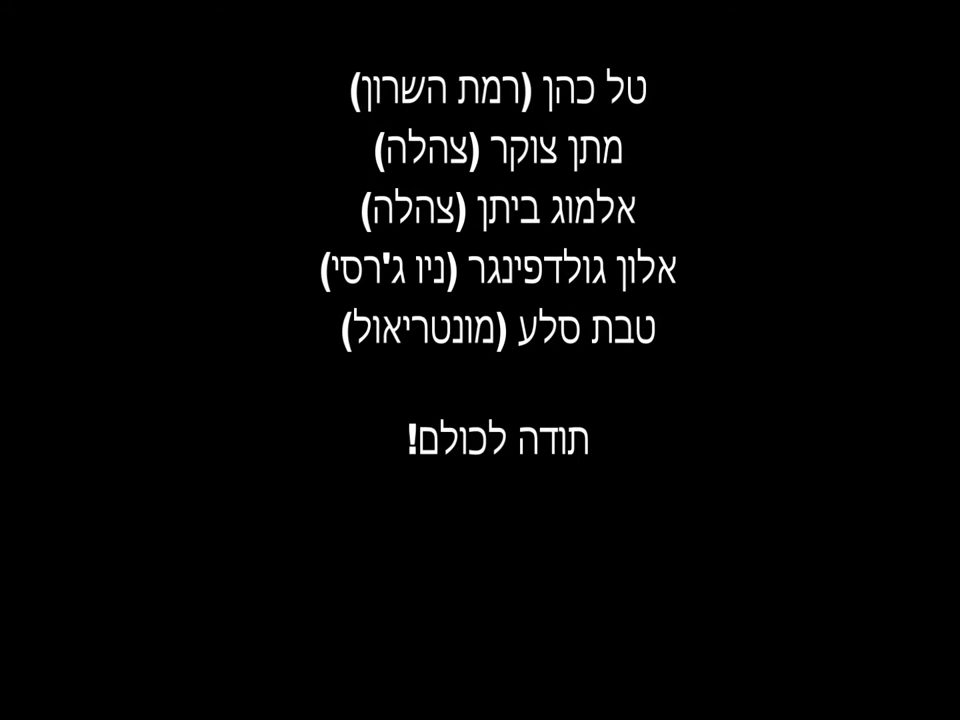 טל כהן (רמת השרון)
מתן צוקר (צהלה)
אלמוג ביתן (צהלה)
אלון גולדפינגר (ניו ג'רסי)
טבת סלע (מונטריאול)
תודה לכולם!